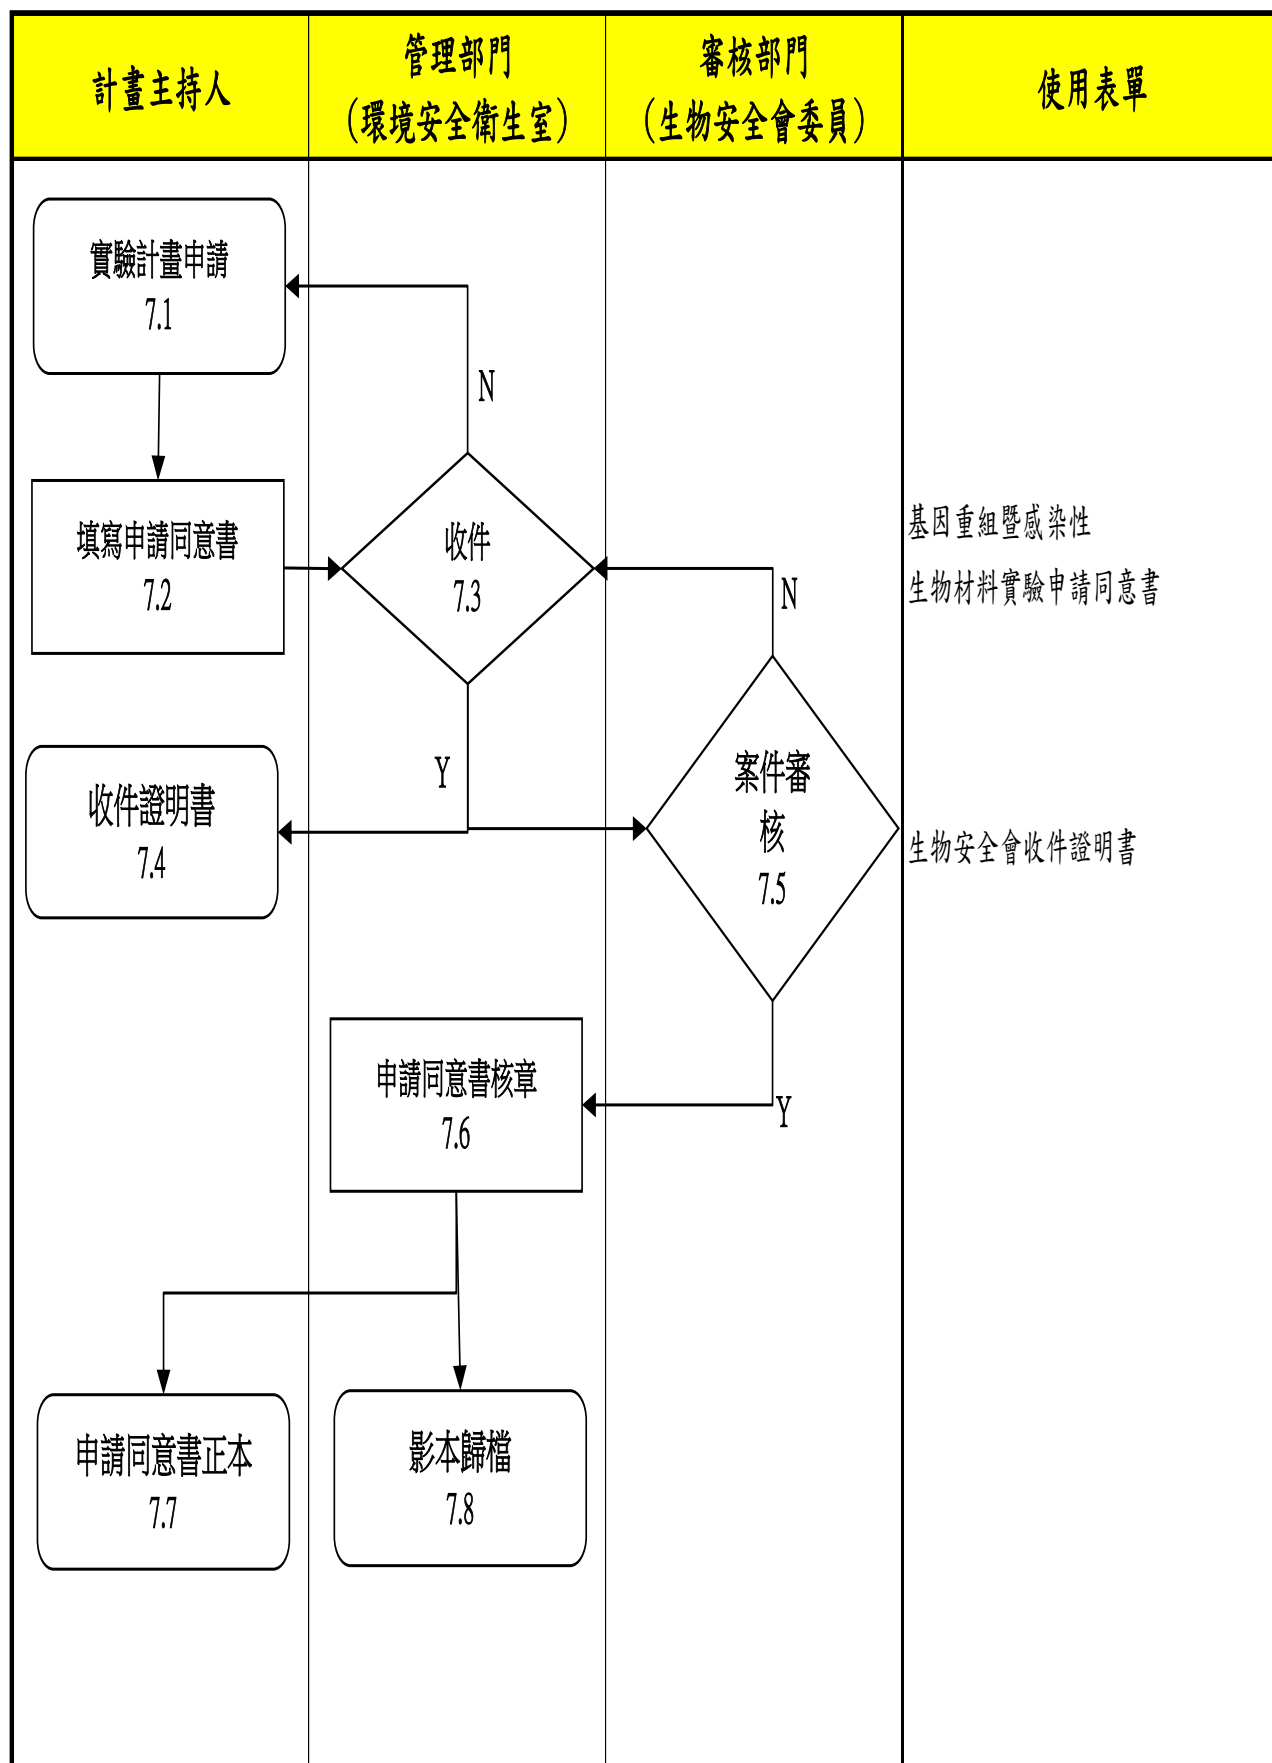 計畫主持人
管理部門
（環境安全衛生室）
審核部門
（生物安全會委員）
使用表單
實驗計畫申請
7.1
N
填寫申請同意書
7.2
收件
7.3
N
基因重組暨感染性
生物材料實驗申請同意書
Y
收件證明書
7.4
案件審
核
7.5
生物安全會收件證明書
申請同意書核章
7.6
Y
申請同意書正本
7.7
影本歸檔
7.8